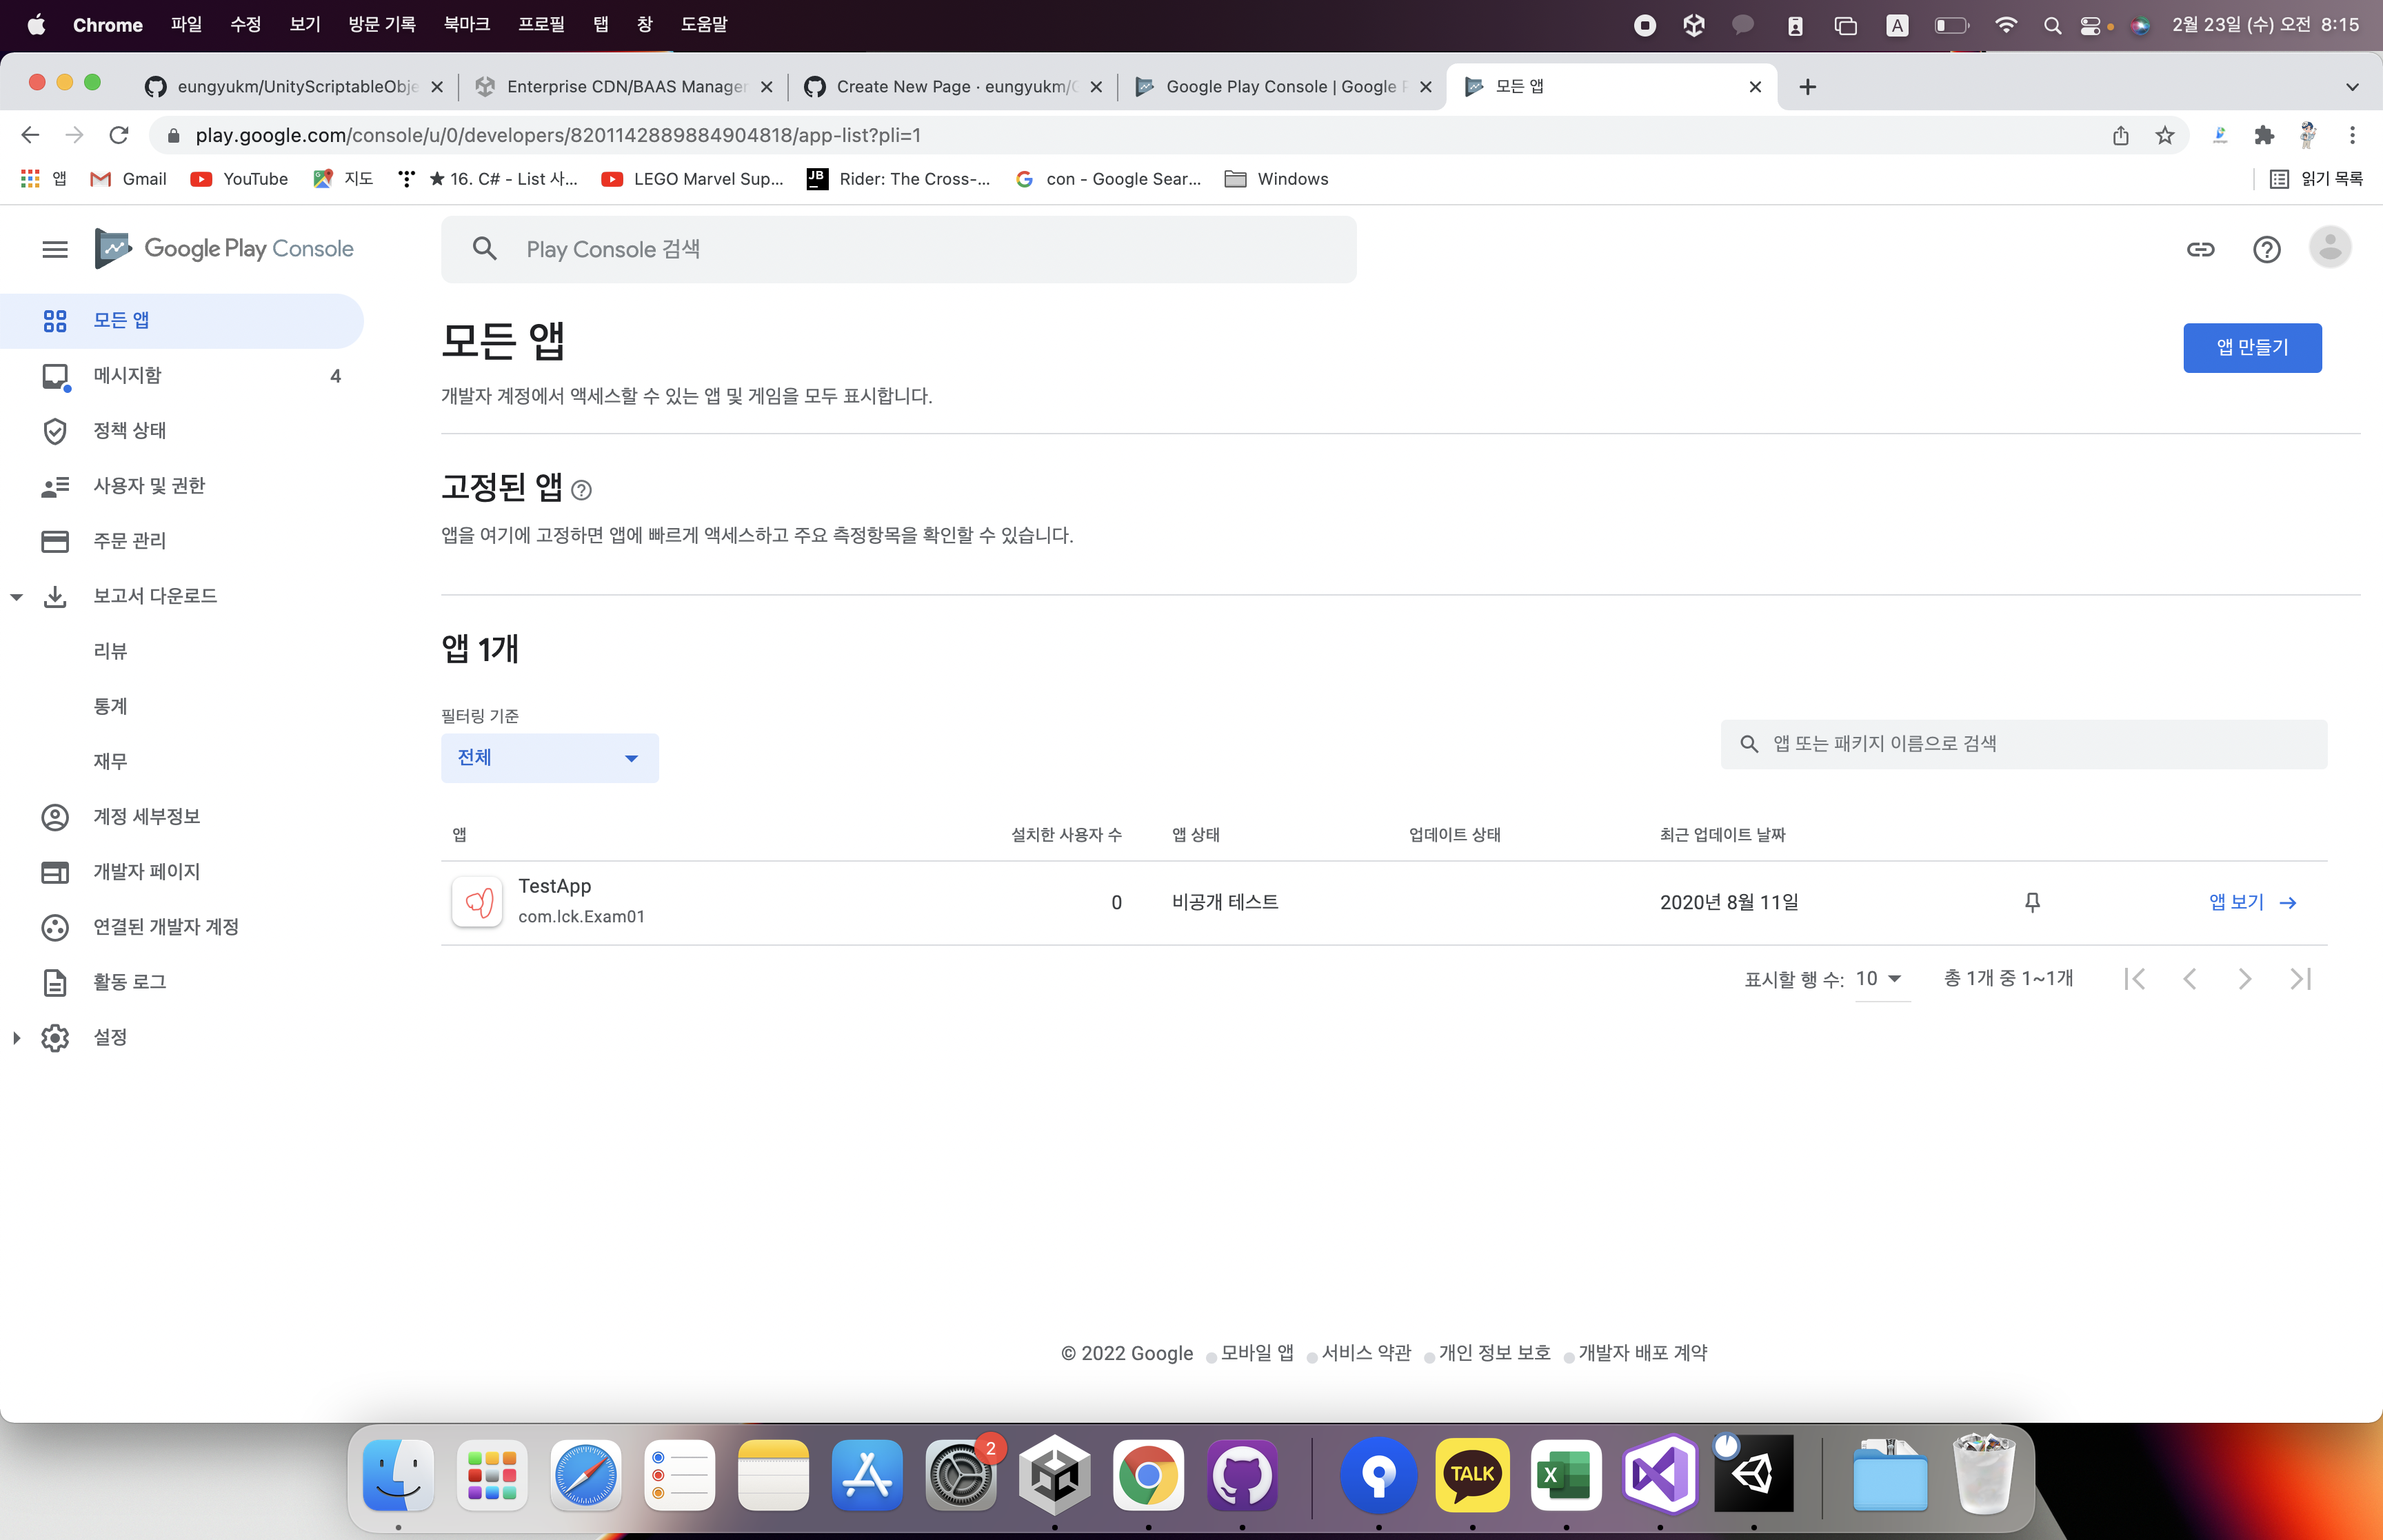 Chrome 파일 수정 보기 방문 기록 북마크 프로필 탭 창 도움말 A 2월 23일 (수) 오전 8:15
eungyukm/UnityScriptableObje Enterprise CDN/BAAS Manager Create New Page · eungyukm/ Google Play Console | Google 모든 앱
play.google.com/console/u/0/developers/8201142889884904818/app-list?pli=1
앱 Gmail YouTube 지도 ★ 16. C# - List 사... LEGO Marvel Sup... JB Rider: The Cross-... con - Google Sear... Windows 읽기 목록
Google Play Console
Play Console 검색
모든 앱
메시지함 4
정책 상태
사용자 및 권한
주문 관리
보고서 다운로드
리뷰
통계
재무
계정 세부정보
개발자 페이지
연결된 개발자 계정
활동 로그
설정
모든 앱
앱 만들기
개발자 계정에서 액세스할 수 있는 앱 및 게임을 모두 표시합니다.
고정된 앱
앱을 여기에 고정하면 앱에 빠르게 액세스하고 주요 측정항목을 확인할 수 있습니다.
앱 1개
필터링 기준
전체
앱 또는 패키지 이름으로 검색
앱 설치한 사용자 수 앱 상태 업데이트 상태 최근 업데이트 날짜
TestApp
com.lck.Exam01
0 비공개 테스트 2020년 8월 11일 앱 보기
표시할 행 수: 10 총 1개 중 1~1개
© 2022 Google 모바일 앱 서비스 약관 개인 정보 보호 개발자 배포 계약
2
TALK
X